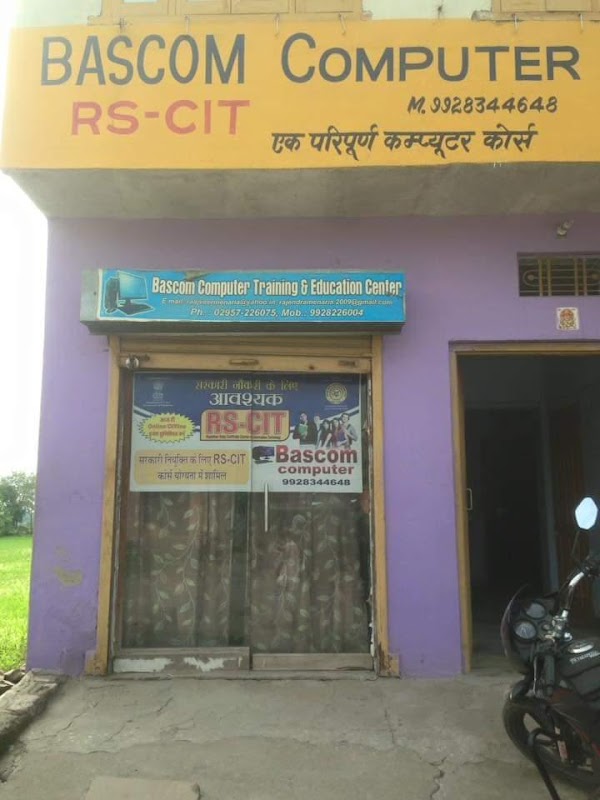 BASCOM COMPUTER
RS-CIT
M. 9928344648
एक परिपूर्ण कम्प्यूटर कोर्स
Bascom Computer Training & Education Center
Ph.: 02957-226075, Mob.: 9928226004
सरकारी नौकरी के लिए
आवश्यक
RS-CIT
सरकारी नियुक्ति के लिए RS-CIT
कोर्स योग्यता में शामिल
Bascom
computer
9928344648